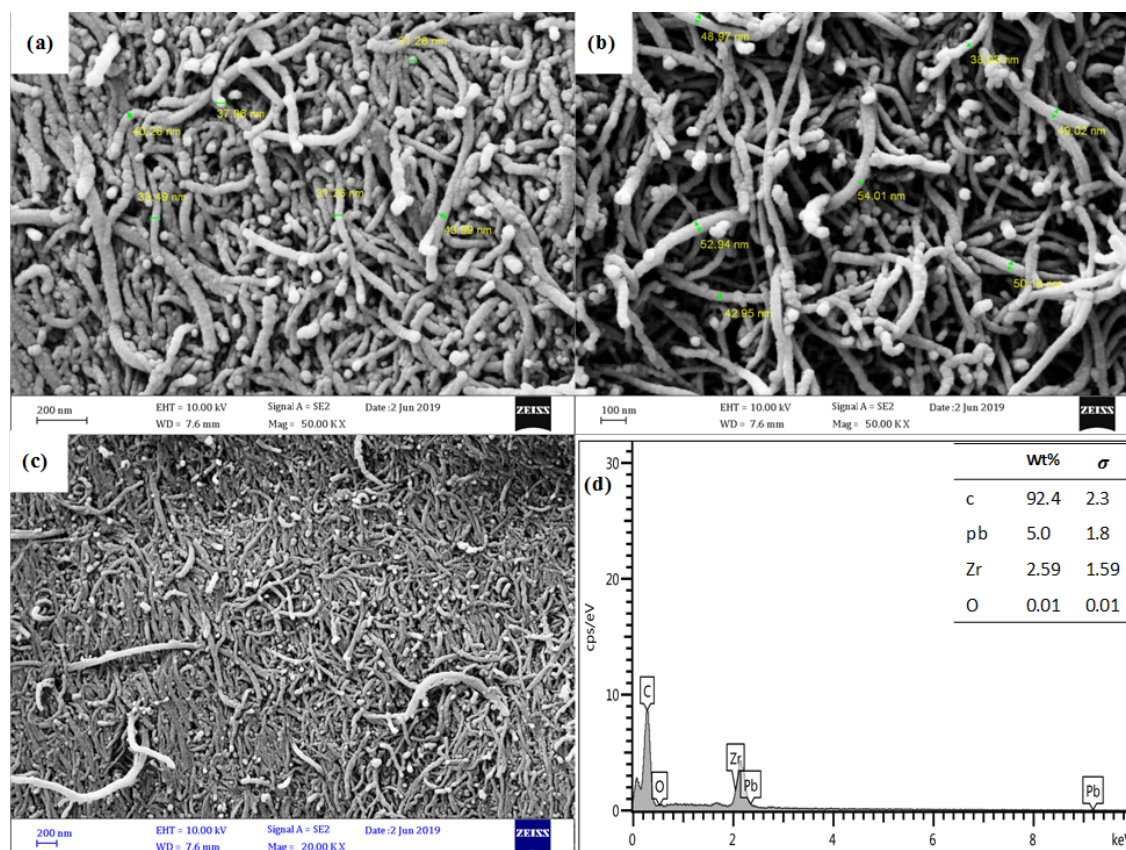 (a)
31.26 nm
37.96 nm
40.26 nm
33.49 nm
31.26 nm
43.99 nm
200 nm
EHT = 10.00 kV Signal A = SE2 Date :2 Jun 2019
WD = 7.6 mm Mag = 50.00 K X
ZEISS
(b)
48.97 nm
38.03 nm
49.02 nm
54.01 nm
52.94 nm
50.18 nm
42.95 nm
100 nm
EHT = 10.00 kV Signal A = SE2 Date :2 Jun 2019
WD = 7.6 mm Mag = 50.00 K X
ZEISS
(c)
200 nm
EHT = 10.00 kV Signal A = SE2 Date :2 Jun 2019
WD = 7.6 mm Mag = 20.00 K X
ZEISS
(d)
Wt% σ
c 92.4 2.3
pb 5.0 1.8
Zr 2.59 1.59
O 0.01 0.01
30
20
10
0
cps/eV
C
O
Zr
Pb
Pb
0 2 4 6 8 keV